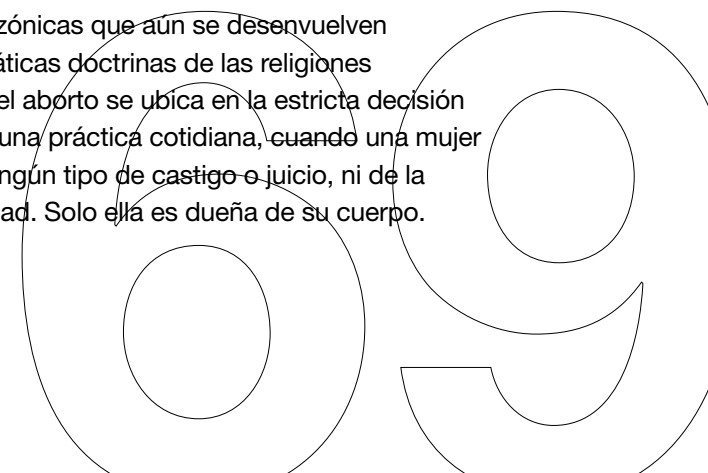 zónicas que aún se desenvuelven
áticas doctrinas de las religiones
el aborto se ubica en la estricta decisión
una práctica cotidiana, cuando una mujer
ngún tipo de castigo o juicio, ni de la
ad. Solo ella es dueña de su cuerpo.
69